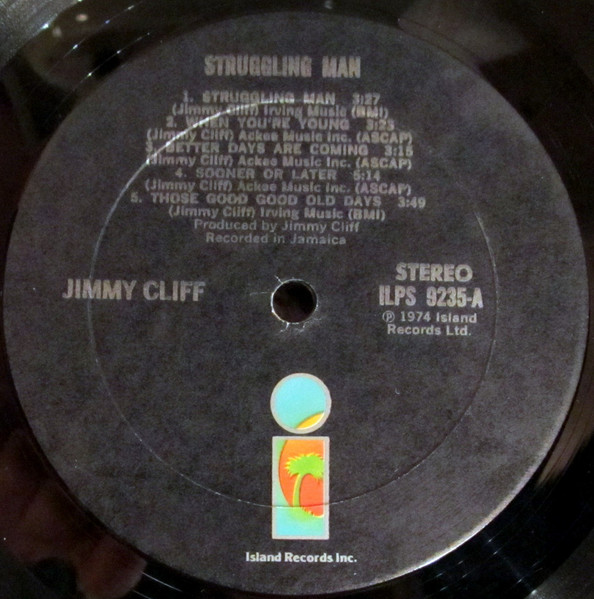 STRUGGLING MAN
1. STRUGGLING MAN 3:27
(Jimmy Cliff) Irving Music (BMI)
2. WHEN YOU'RE YOUNG 3:23
(Jimmy Cliff) Ackee Music Inc. (ASCAP)
3. BETTER DAYS ARE COMING 3:15
(Jimmy Cliff) Ackee Music Inc. (ASCAP)
4. SOONER OR LATER 5:14
(Jimmy Cliff) Ackee Music Inc. (ASCAP)
5. THOSE GOOD GOOD OLD DAYS 3:49
(Jimmy Cliff) Irving Music (BMI)
Produced by Jimmy Cliff
Recorded in Jamaica
JIMMY CLIFF
STEREO
ILPS 9235-A
℗ 1974 Island
Records Ltd.
Island Records Inc.